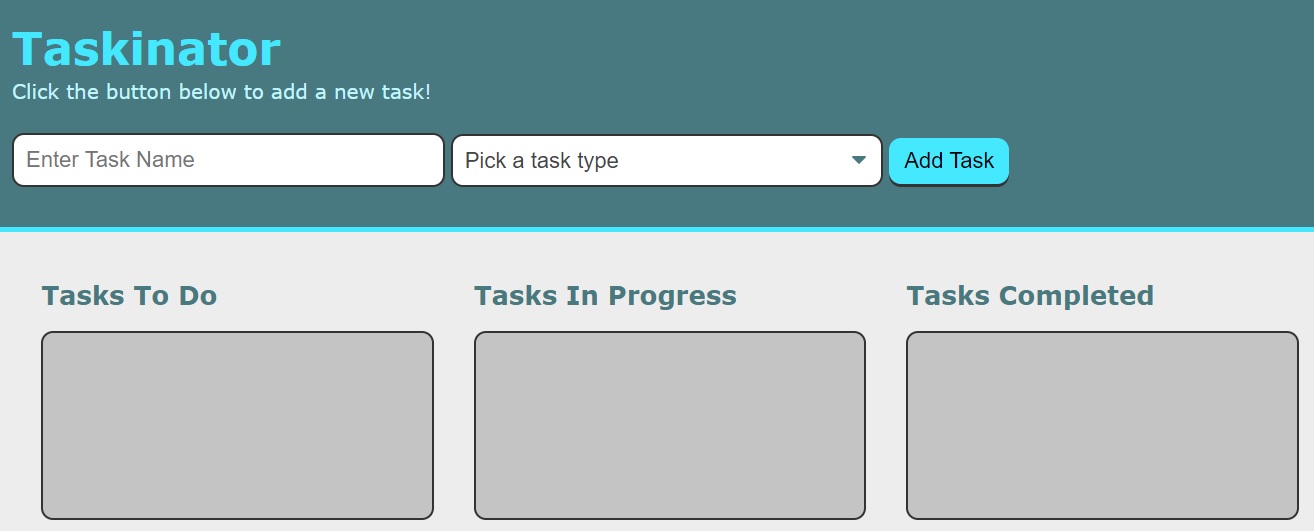 Taskinator
Click the button below to add a new task!
Enter Task Name
Pick a task type
Add Task
Tasks To Do
Tasks In Progress
Tasks Completed